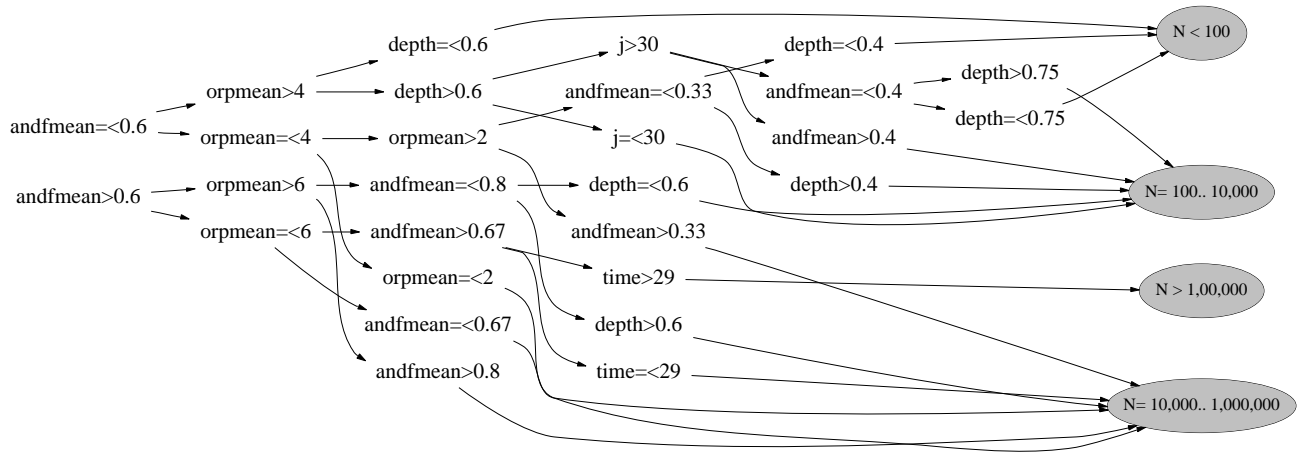 andfmean=<0.6
andfmean>0.6
orpmean>4
orpmean=<4
orpmean>6
orpmean=<6
depth=<0.6
depth>0.6
orpmean>2
andfmean=<0.8
andfmean>0.67
orpmean=<2
andfmean=<0.67
andfmean>0.8
j>30
andfmean=<0.33
j=<30
depth=<0.6
andfmean>0.33
time>29
depth>0.6
time=<29
depth=<0.4
andfmean=<0.4
andfmean>0.4
depth>0.4
depth>0.75
depth=<0.75
N < 100
N= 100.. 10,000
N > 1,00,000
N= 10,000.. 1,000,000